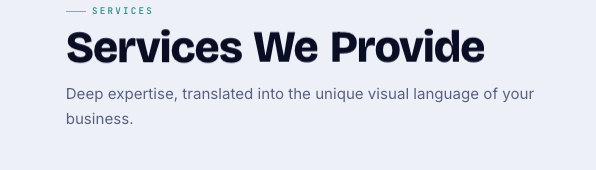 SERVICES
Services We Provide
Deep expertise, translated into the unique visual language of your
business.